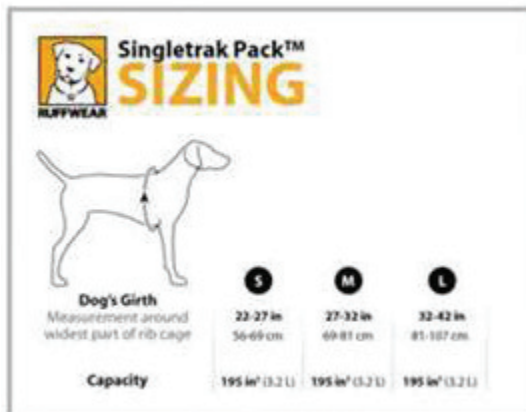 Singletrak Pack™
SIZING
RUFFWEAR
S M L
Dog's Girth
Measurement around
widest part of rib cage
22-27 in 27-32 in 32-42 in
56-69 cm 69-81 cm 81-107 cm
Capacity 195 in³ (3.2 L) 195 in³ (3.2 L) 195 in³ (3.2 L)